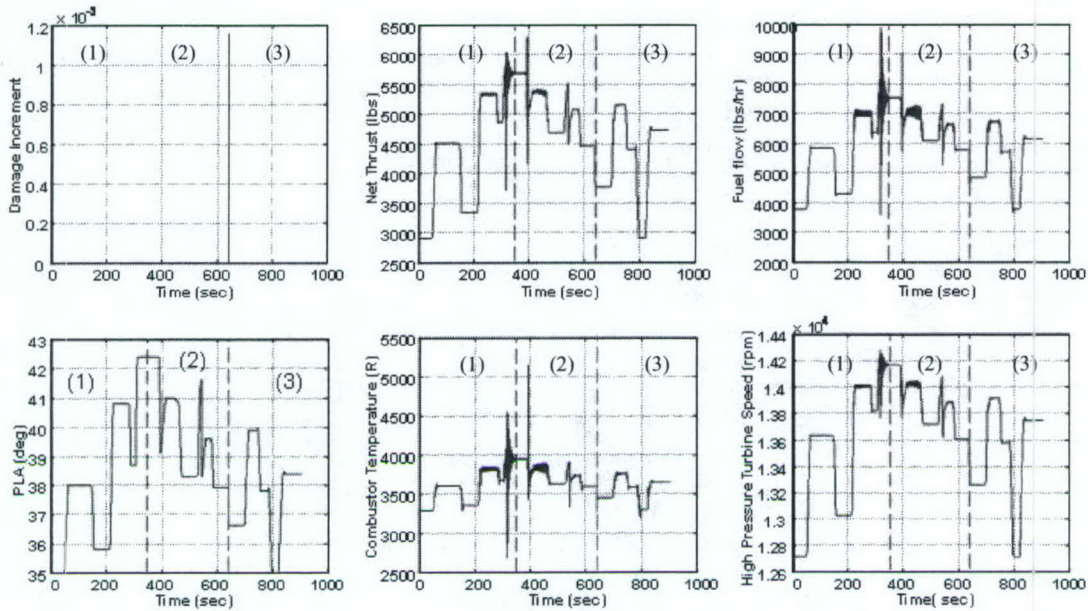 × 10⁻³
1.2
1
0.8
0.6
0.4
0.2
0
Damage Increment
(1) (2) (3)
0 200 400 600 800 1000
Time (sec)
6500
6000
5500
5000
4500
4000
3500
3000
2500
Net Thrust (lbs)
(1) (2) (3)
0 200 400 600 800 1000
Time (sec)
10000
9000
8000
7000
6000
5000
4000
3000
2000
Fuel flow (lbs/hr)
(1) (2) (3)
0 200 400 600 800 1000
Time (sec)
43
42
41
40
39
38
37
36
35
PLA (deg)
(1) (2) (3)
0 200 400 600 800 1000
Time (sec)
5500
5000
4500
4000
3500
3000
2500
Combustor Temperature (R)
(1) (2) (3)
0 200 400 600 800 1000
Time (sec)
× 10⁴
1.44
1.42
1.4
1.38
1.36
1.34
1.32
1.3
1.28
1.26
High Pressure Turbine Speed (rpm)
(1) (2) (3)
0 200 400 600 800 1000
Time( sec)